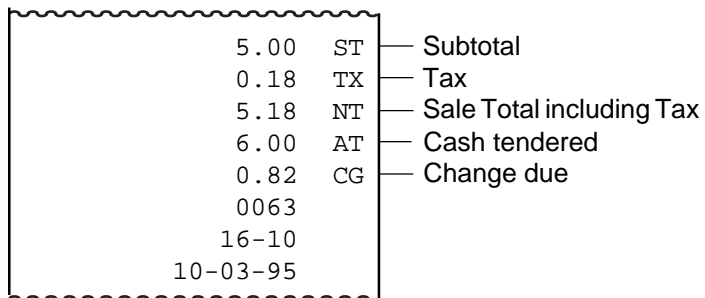 5.00 ST Subtotal
0.18 TX Tax
5.18 NT Sale Total including Tax
6.00 AT Cash tendered
0.82 CG Change due
0063
16-10
10-03-95